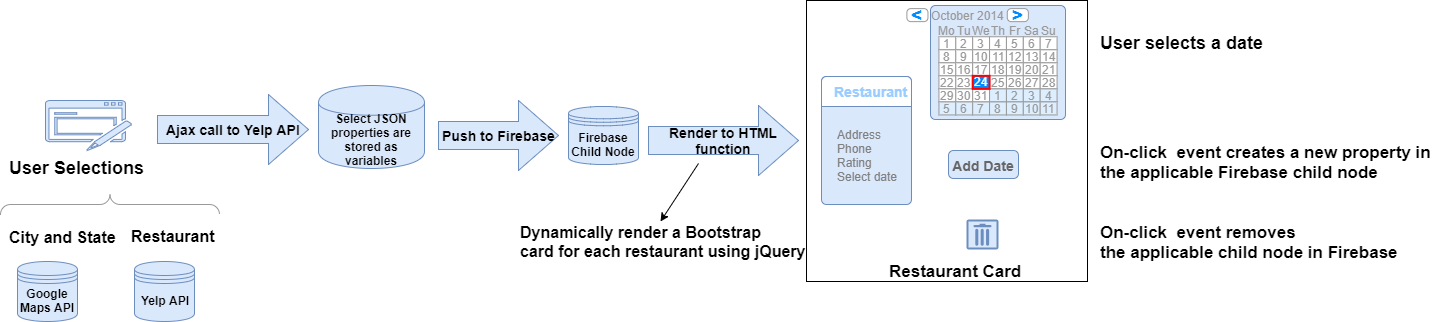 User Selections
City and State
Restaurant
Google
Maps API
Yelp API
Ajax call to Yelp API
Select JSON
properties are
stored as
variables
Push to Firebase
Firebase
Child Node
Render to HTML
function
Dynamically render a Bootstrap
card for each restaurant using jQuery
Restaurant
Address
Phone
Rating
Select date
< October 2014 >
Mo Tu We Th Fr Sa Su
1 2 3 4 5 6 7
8 9 10 11 12 13 14
15 16 17 18 19 20 21
22 23 24 25 26 27 28
29 30 31 1 2 3 4
5 6 7 8 9 10 11
Add Date
Restaurant Card
User selects a date
On-click event creates a new property in
the applicable Firebase child node
On-click event removes
the applicable child node in Firebase